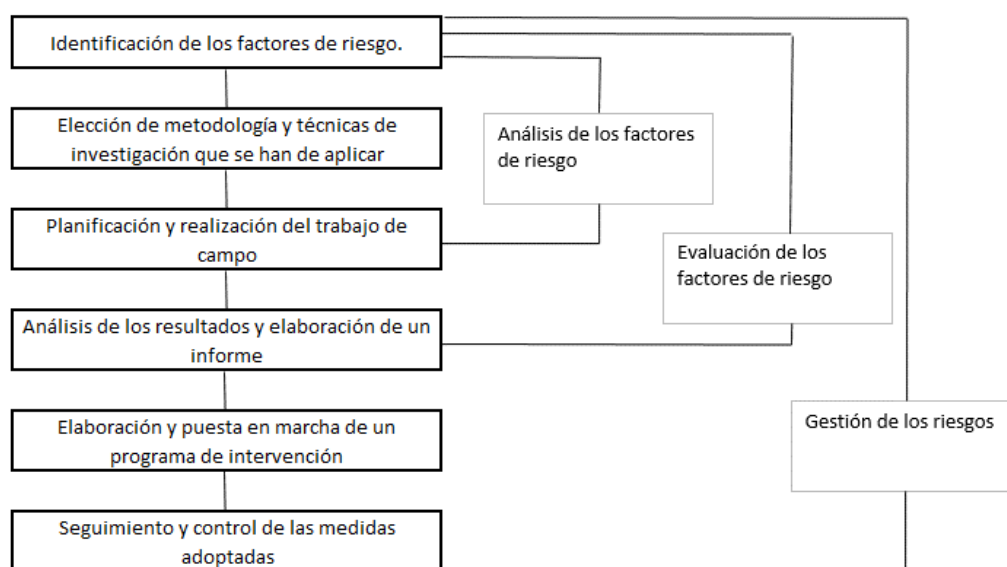 Identificación de los factores de riesgo.
Elección de metodología y técnicas de
investigación que se han de aplicar
Análisis de los factores
de riesgo
Planificación y realización del trabajo de
campo
Evaluación de los
factores de riesgo
Análisis de los resultados y elaboración de un
informe
Elaboración y puesta en marcha de un
programa de intervención
Gestión de los riesgos
Seguimiento y control de las medidas
adoptadas